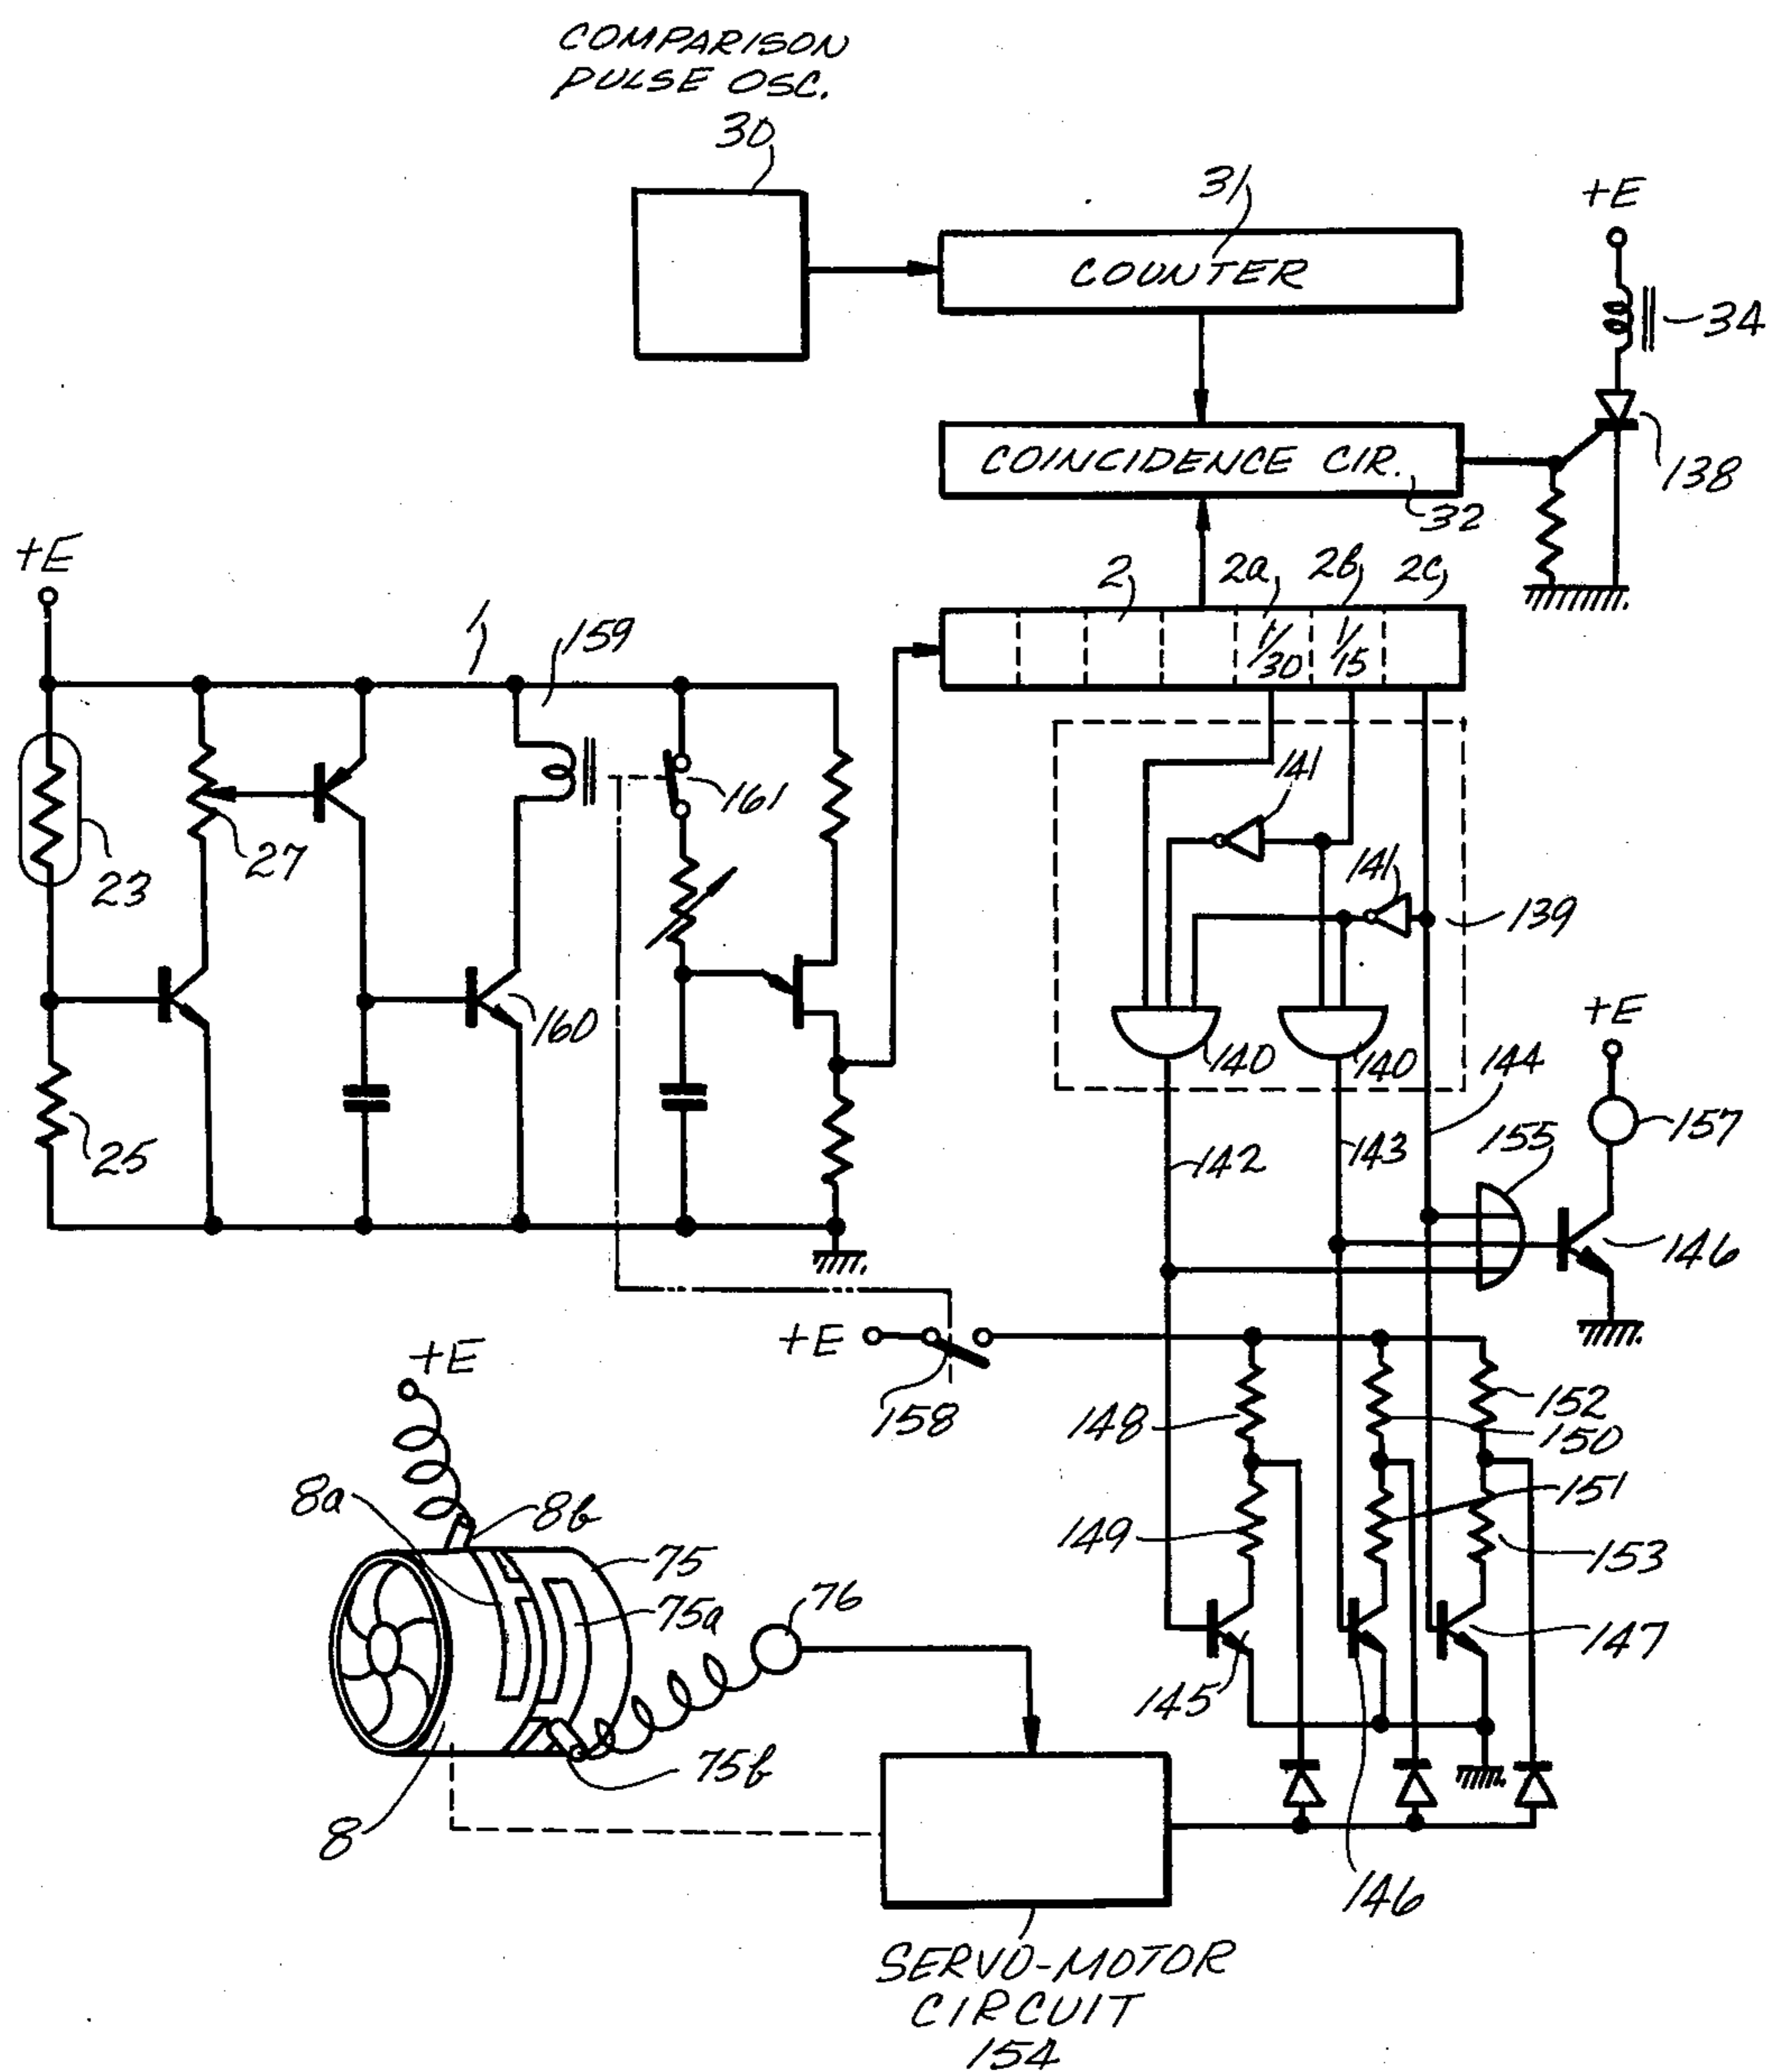 COMPARISON
PULSE OSC.
30
31
COUNTER
+E
34
138
COINCIDENCE CIR.
32
+E
1
159
2
2a
2b
2c
1/30
1/15
23
27
161
141
141
139
160
140
140
25
142
143
144
155
+E
157
146
+E
158
+E
148
152
150
151
149
153
8a
8b
75
75a
76
145
147
75b
8
146
SERVO-MOTOR
CIRCUIT
154